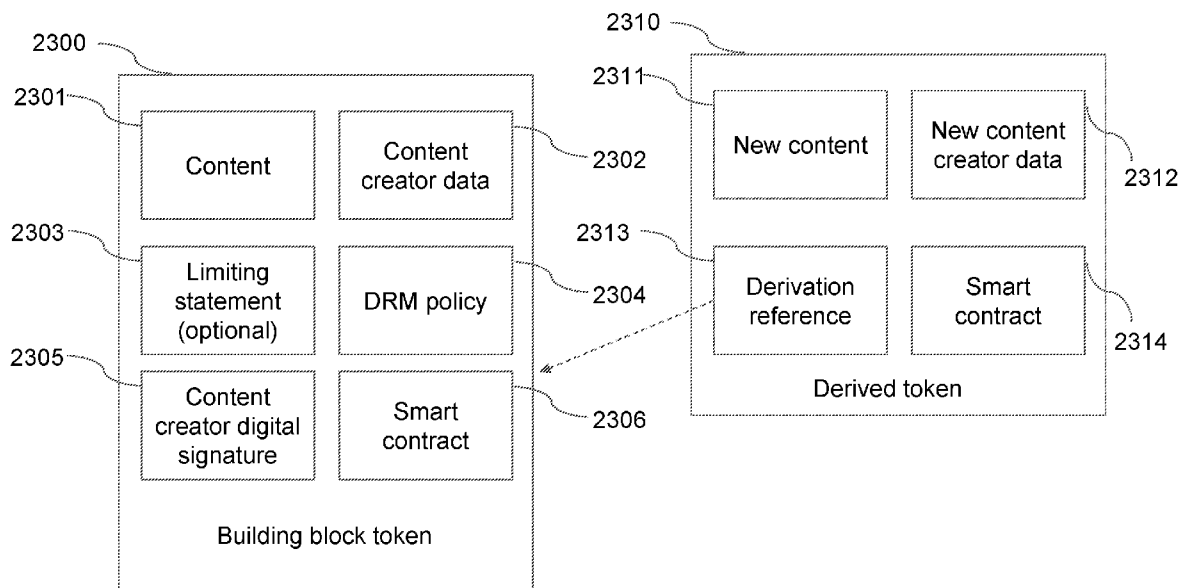 2300
2301
Content
Content
creator data
2302
2303
Limiting
statement
(optional)
DRM policy
2304
2305
Content
creator digital
signature
Smart
contract
2306
Building block token
2310
2311
New content
New content
creator data
2312
2313
Derivation
reference
Smart
contract
2314
Derived token